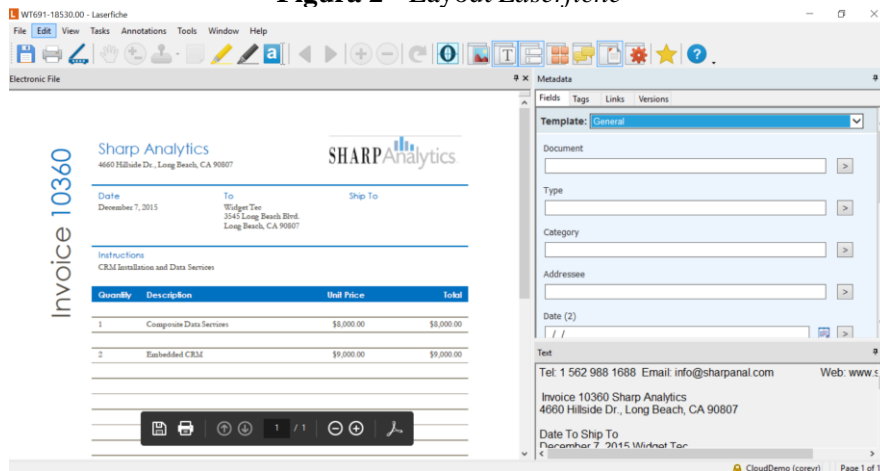 Figura 2 - Layout Laserfiche
WT691-18530.00 - Laserfiche
File Edit View Tasks Annotations Tools Window Help
Electronic File
Metadata
Fields Tags Links Versions
Template: General
Document
>
Type
>
Category
>
Addressee
>
Date (2)
/ /
>
Invoice 10360
Sharp Analytics
4660 Hillside Dr., Long Beach, CA 90807
SHARPAnalytics
Date To Ship To
December 7, 2015 Widget Tec
3545 Long Beach Blvd.
Long Beach, CA 90807
Instructions
CRM Installation and Data Services
Quantity Description Unit Price Total
1 Composite Data Services $8,000.00 $8,000.00
2 Embedded CRM $9,000.00 $9,000.00
1 / 1
Text
Tel: 1 562 988 1688 Email: info@sharpanal.com Web: www.s
Invoice 10360 Sharp Analytics
4660 Hillside Dr., Long Beach, CA 90807
Date To Ship To
December 7, 2015 Widget Tec
CloudDemo (coreyr) Page 1 of 1